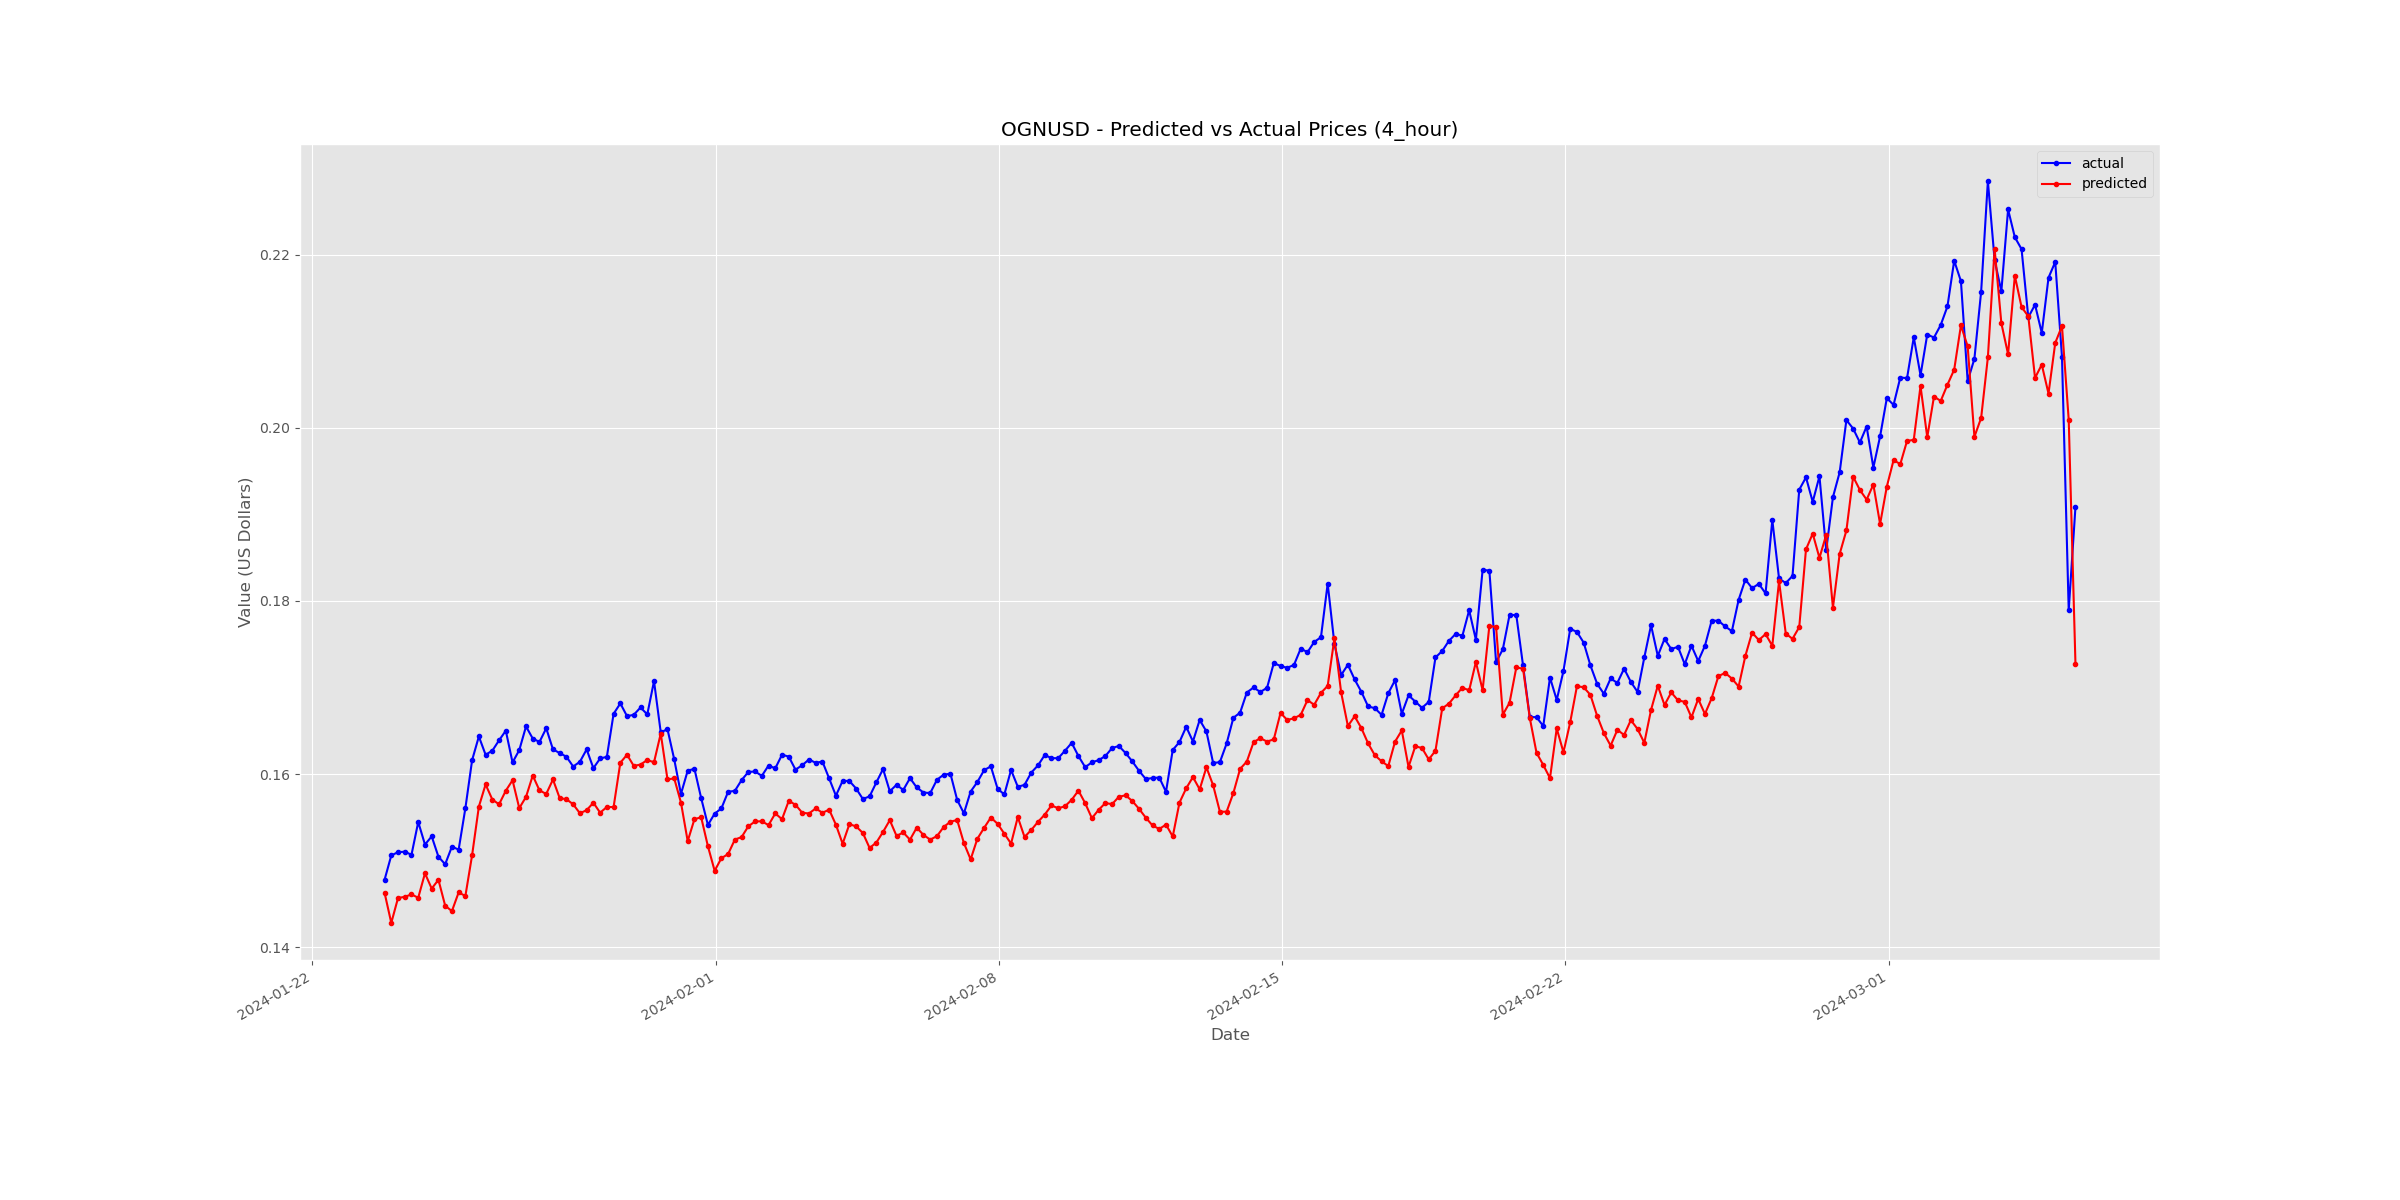 OGNUSD - Predicted vs Actual Prices (4_hour)
actual
predicted
Value (US Dollars)
0.22
0.20
0.18
0.16
0.14
2024-01-22
2024-02-01
2024-02-08
2024-02-15
2024-02-22
2024-03-01
Date